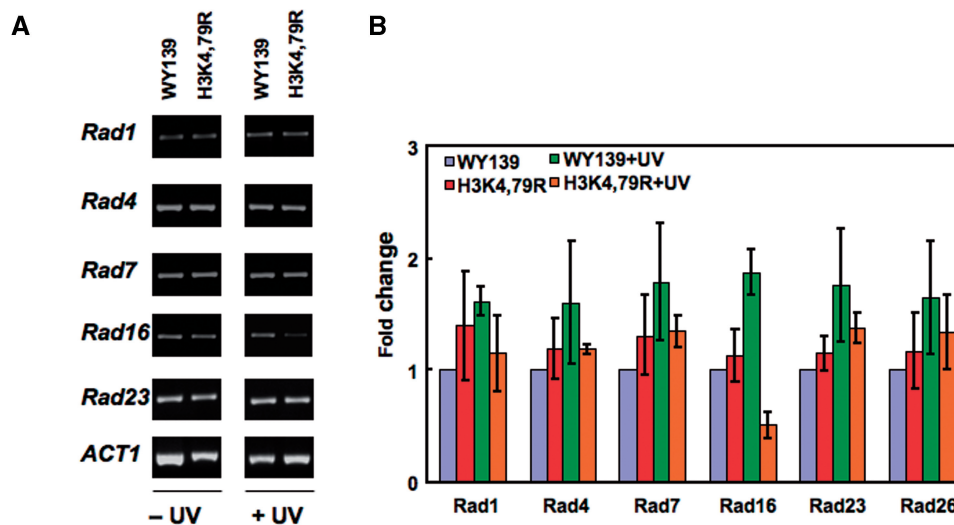 A
WY139
H3K4,79R
WY139
H3K4,79R
Rad1
Rad4
Rad7
Rad16
Rad23
ACT1
– UV
+ UV
B
Fold change
3
2
1
0
WY139
WY139+UV
H3K4,79R
H3K4,79R+UV
Rad1
Rad4
Rad7
Rad16
Rad23
Rad26